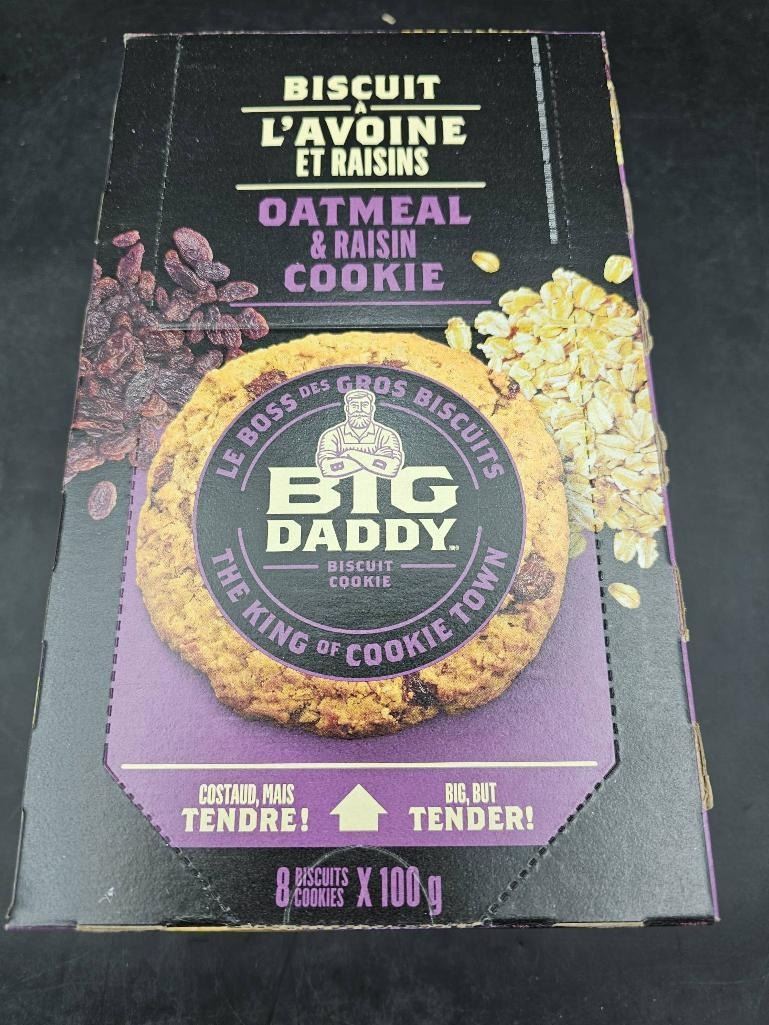 BISCUIT
À
L'AVOINE
ET RAISINS
OATMEAL
& RAISIN
COOKIE
LE BOSS DES GROS BISCUITS
BIG
DADDY
BISCUIT
COOKIE
THE KING OF COOKIE TOWN
COSTAUD, MAIS
TENDRE!
BIG, BUT
TENDER!
8 BISCUITS COOKIES X 100 g